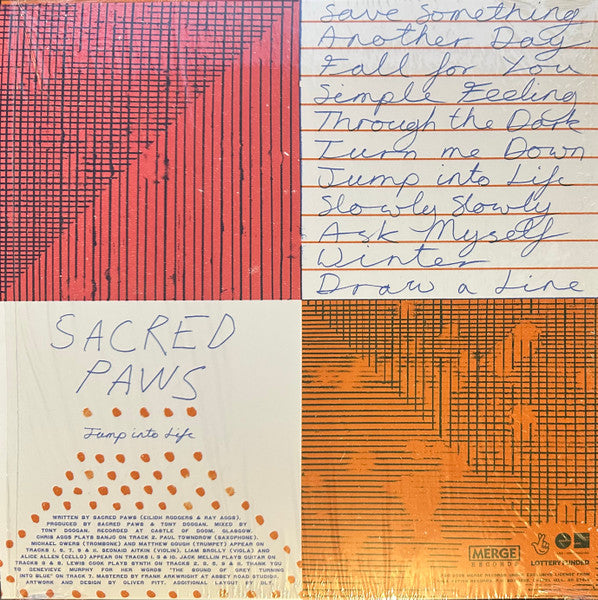 Save Something
Another Day
Fall for You
Simple Feeling
Through the Dark
Turn me Down
Jump into Life
Slowly Slowly
Ask Myself
Winter
Draw a Line
SACRED
PAWS
Jump into Life
WRITTEN BY SACRED PAWS (EILIDH RODGERS & RAY AGGS).
PRODUCED BY SACRED PAWS & TONY DOOGAN. MIXED BY
TONY DOOGAN. RECORDED AT CASTLE OF DOOM, GLASGOW.
CHRIS AGGS PLAYS BANJO ON TRACK 2. PAUL TOWNDROW (SAXOPHONE),
MICHAEL OWERS (TROMBONE) AND MATTHEW GOUGH (TRUMPET) APPEAR ON
TRACKS 1, 6, 7, 9 & 11. SEONAID AITKEN (VIOLIN), LIAM BROLLY (VIOLA) AND
ALICE ALLEN (CELLO) APPEAR ON TRACKS 1, 9 & 10. JACK MELLIN PLAYS GUITAR ON
TRACKS 3 & 8. LEWIS COOK PLAYS SYNTH ON TRACKS 2, 5, 6 & 8. THANK YOU
TO GENEVIEVE MURPHY FOR HER WORDS "THE SOUND OF GREY TURNING
INTO BLUE" ON TRACK 7. MASTERED BY FRANK ARKWRIGHT AT ABBEY ROAD STUDIOS.
ARTWORK AND DESIGN BY OLIVER PITT. ADDITIONAL LAYOUT BY
MERGE
RECORDS
LOTTERY FUNDED